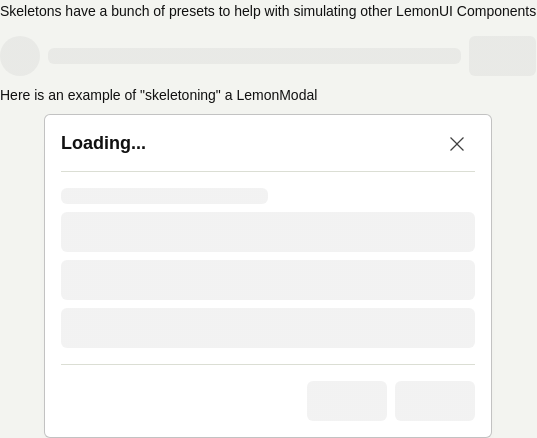 Skeletons have a bunch of presets to help with simulating other LemonUI Components
Here is an example of "skeletoning" a LemonModal
Loading...